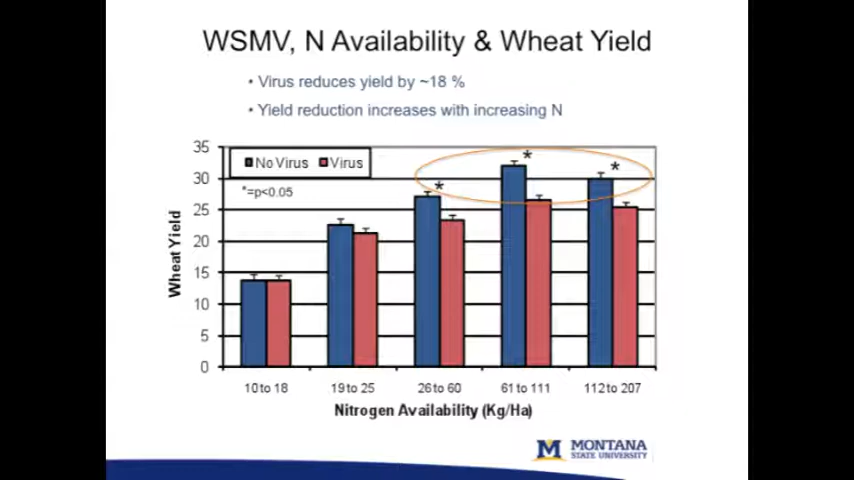 WSMV, N Availability & Wheat Yield
• Virus reduces yield by ~18 %
• Yield reduction increases with increasing N
35
30
25
20
15
10
5
0
Wheat Yield
No Virus Virus
*=p<0.05
*
*
*
10 to 18 19 to 25 26 to 60 61 to 111 112 to 207
Nitrogen Availability (Kg/Ha)
M MONTANA
STATE UNIVERSITY